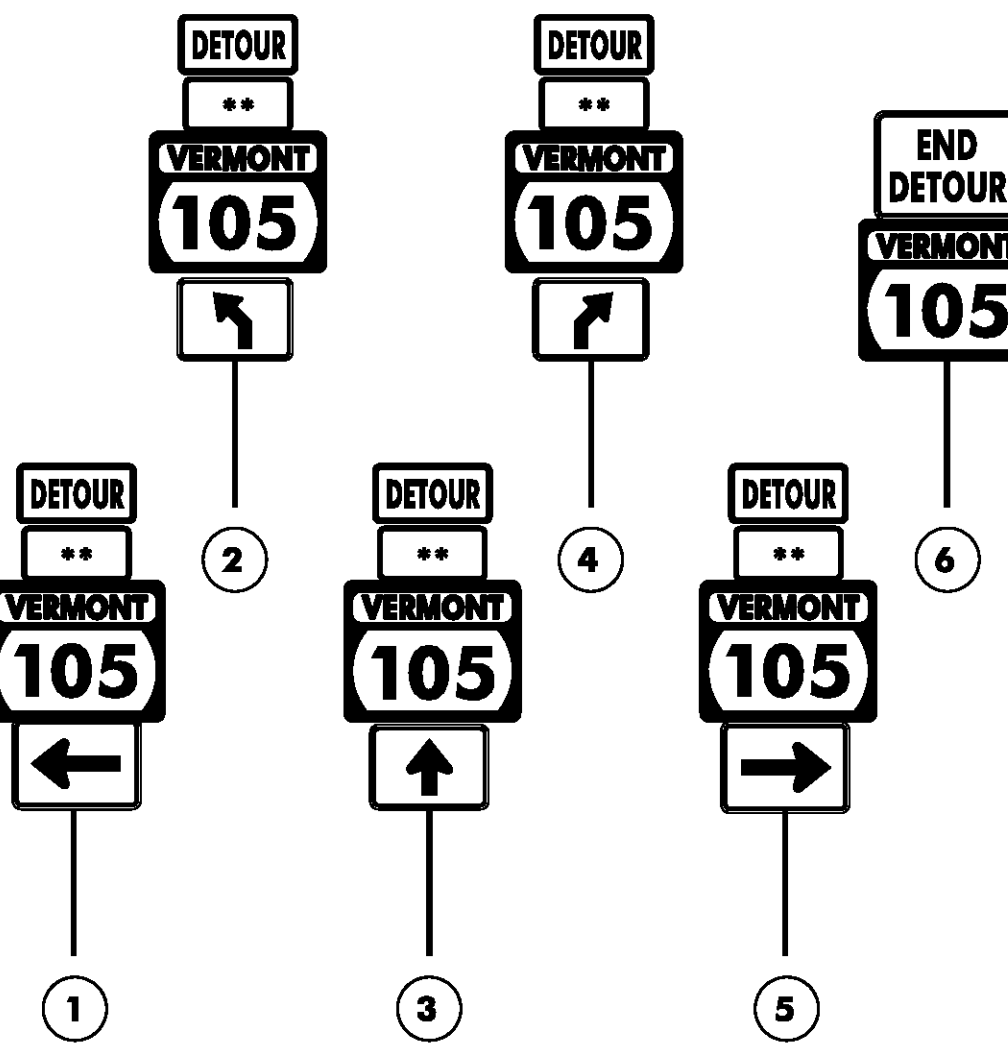 DETOUR
**
VERMONT
105
2
DETOUR
**
VERMONT
105
4
END
DETOUR
VERMONT
105
6
DETOUR
**
VERMONT
105
1
DETOUR
**
VERMONT
105
3
DETOUR
**
VERMONT
105
5